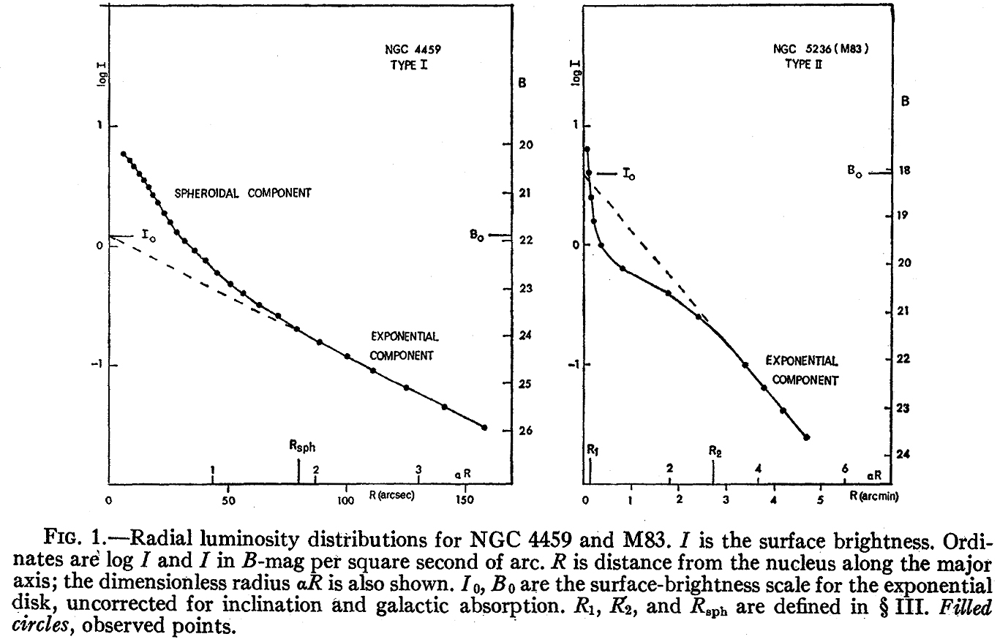 NGC 4459
TYPE I
log I
B
1
0
-1
20
21
22
23
24
25
26
SPHEROIDAL COMPONENT
I₀
B₀
EXPONENTIAL
COMPONENT
Rsph
1 2 3 αR
0 50 100 R (arcsec) 150
NGC 5236 (M83)
TYPE II
log I
B
1
0
-1
18
19
20
21
22
23
24
I₀
B₀
EXPONENTIAL
COMPONENT
R₁ R₂
2 4 6 αR
0 1 2 3 4 5 R (arcmin)
FIG. 1.—Radial luminosity distributions for NGC 4459 and M83. I is the surface brightness. Ordi-
nates are log I and I in B-mag per square second of arc. R is distance from the nucleus along the major
axis; the dimensionless radius αR is also shown. I₀, B₀ are the surface-brightness scale for the exponential
disk, uncorrected for inclination and galactic absorption. R₁, R₂, and Rsph are defined in § III. Filled
circles, observed points.